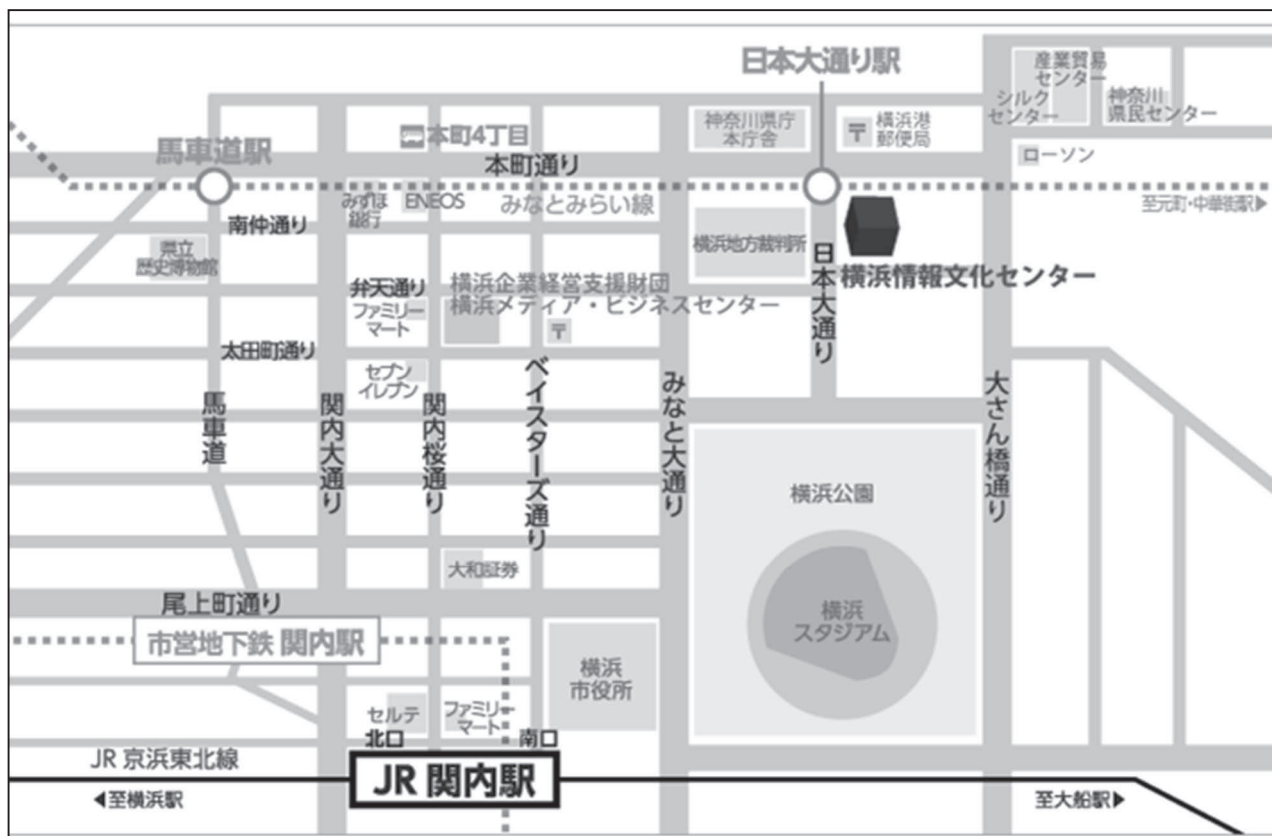 日本大通り駅
産業貿易
センター
シルク
センター
神奈川
県民センター
本町4丁目
神奈川県庁
本庁舎
横浜港
郵便局
馬車道駅
本町通り
ローソン
みずほ
銀行
ENEOS
みなとみらい線
至元町・中華街駅▶
南仲通り
県立
歴史博物館
横浜地方裁判所
日本大通り
横浜情報文化センター
弁天通り
横浜企業経営支援財団
横浜メディア・ビジネスセンター
ファミリー
マート
〒
太田町通り
セブン
イレブン
馬車道
関内大通り
関内桜通り
ベイスターズ通り
みなと大通り
大さん橋通り
横浜公園
大和証券
尾上町通り
横浜
スタジアム
市営地下鉄 関内駅
横浜
市役所
セルテ
ファミリー
マート
北口
南口
JR 京浜東北線
JR 関内駅
◀至横浜駅
至大船駅▶